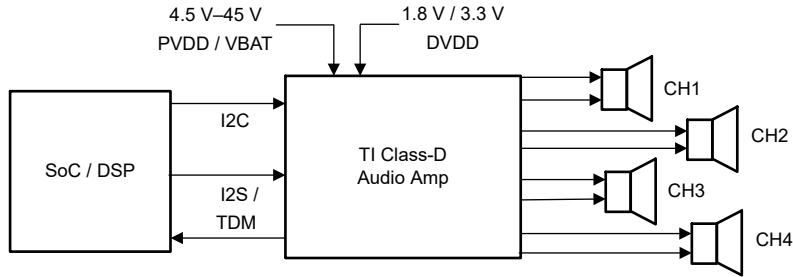 4.5 V–45 V
PVDD / VBAT
1.8 V / 3.3 V
DVDD
SoC / DSP
I2C
I2S /
TDM
TI Class-D
Audio Amp
CH1
CH2
CH3
CH4